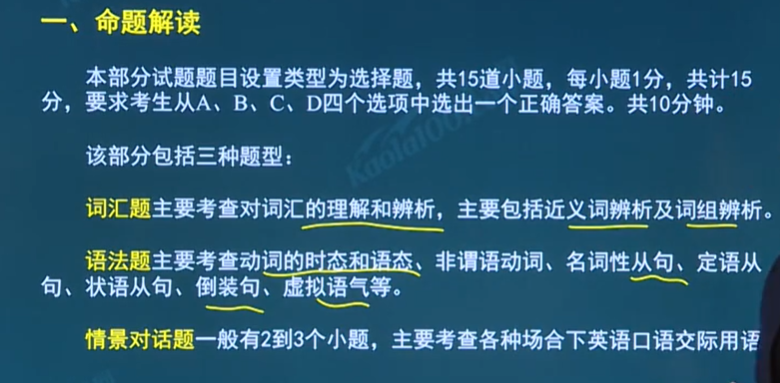 一、命题解读
本部分试题题目设置类型为选择题，共15道小题，每小题1分，共计15
分，要求考生从A、B、C、D四个选项中选出一个正确答案。共10分钟。
该部分包括三种题型：
词汇题主要考查对词汇的理解和辨析，主要包括近义词辨析及词组辨析。
语法题主要考查动词的时态和语态、非谓语动词、名词性从句、定语从
句、状语从句、倒装句、虚拟语气等。
情景对话题一般有2到3个小题，主要考查各种场合下英语口语交际用语